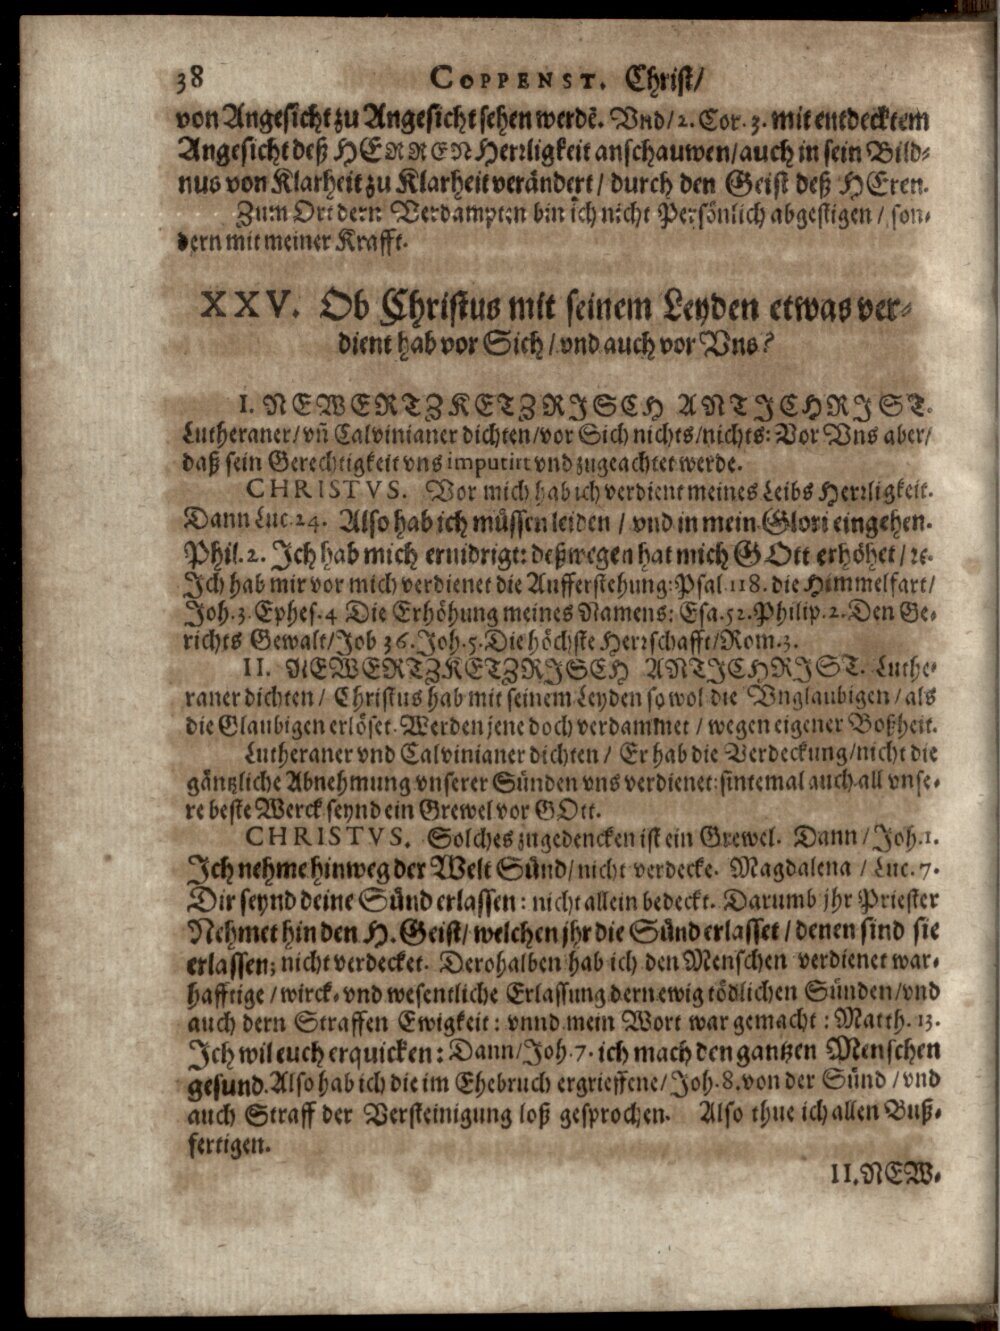 38 COPPENST. Christ/
von Angesicht zu Angesicht sehen werdē. Vnd/ 2. Cor. 3. mit entdecktem
Angesicht deß HERREN Herrligkeit anschauwen/ auch in sein Bild-
nus von Klarheit zu Klarheit verändert/ durch den Geist deß HEren.
Zum Ort dern Verdampten bin ich nicht Persönlich abgestigen/ son-
dern mit meiner Krafft.
XXV. Ob Christus mit seinem Leyden etwas ver-
dient hab vor Sich/ vnd auch vor Vns?
I. NEWERTZKETZRISCH ANTICHRIST.
Lutheraner/ vñ Calvinianer dichten/ vor Sich nichts/ nichts: Vor Vns aber/
daß sein Gerechtigkeit vns imputirt vnd zugeachtet werde.
CHRISTVS. Vor mich hab ich verdient meines Leibs Herrligkeit.
Dann Luc. 24. Also hab ich müssen leiden / vnd in mein Glori eingehen.
Phil. 2. Ich hab mich ernidrigt: deßwegen hat mich GOtt erhöhet/ ꝛc.
Ich hab mir vor mich verdienet die Aufferstehung: Psal. 118. die Himmelfart/
Joh. 3. Ephes. 4 Die Erhöhung meines Namens: Esa. 52. Philip. 2. Den Ge-
richts Gewalt/ Job 36. Joh. 5. Die höchste Herrschafft/ Rom. 3.
II. NEWERTZKETZRISCH ANTICHRIST. Luthe-
raner dichten/ Christus hab mit seinem Leyden so wol die Vnglaubigen / als
die Glaubigen erlöset. Werden jene doch verdammet / wegen eigener Boßheit.
Lutheraner vnd Calvinianer dichten / Er hab die Verdeckung/ nicht die
gäntzliche Abnehmung vnserer Sünden vns verdienet: sintemal auch all vnse-
re beste Werck seynd ein Grewel vor GOtt.
CHRISTVS. Solches zugedencken ist ein Grewel. Dann/ Joh. 1.
Ich nehme hinweg der Welt Sünd/ nicht verdecke. Magdalena / Luc. 7.
Dir seynd deine Sünd erlassen: nicht allein bedeckt. Darumb jhr Priester
Nehmet hin den H. Geist/ welchen jhr die Sünd erlasset / denen sind sie
erlassen; nicht verdecket. Derohalben hab ich den Menschen verdienet war-
hafftige / wirck- vnd wesentliche Erlassung dern ewig tödlichen Sünden/ vnd
auch dern Straffen Ewigkeit: vnnd mein Wort war gemacht: Matth. 13.
Ich wil euch erquicken: Dann/ Joh. 7. ich mach den gantzen Menschen
gesund. Also hab ich die im Ehebruch ergrieffene/ Joh. 8. von der Sünd / vnd
auch Straff der Versteinigung loß gesprochen. Also thue ich allen Buß-
fertigen.
II. NEW-